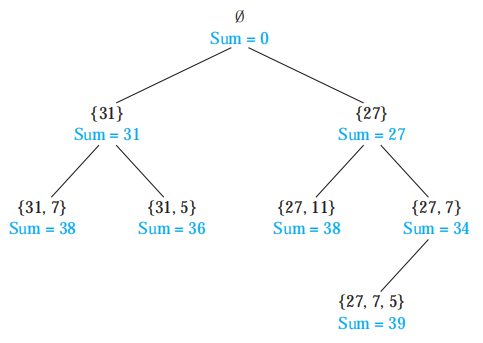 ∅
Sum = 0
{31}
Sum = 31
{27}
Sum = 27
{31, 7}
Sum = 38
{31, 5}
Sum = 36
{27, 11}
Sum = 38
{27, 7}
Sum = 34
{27, 7, 5}
Sum = 39